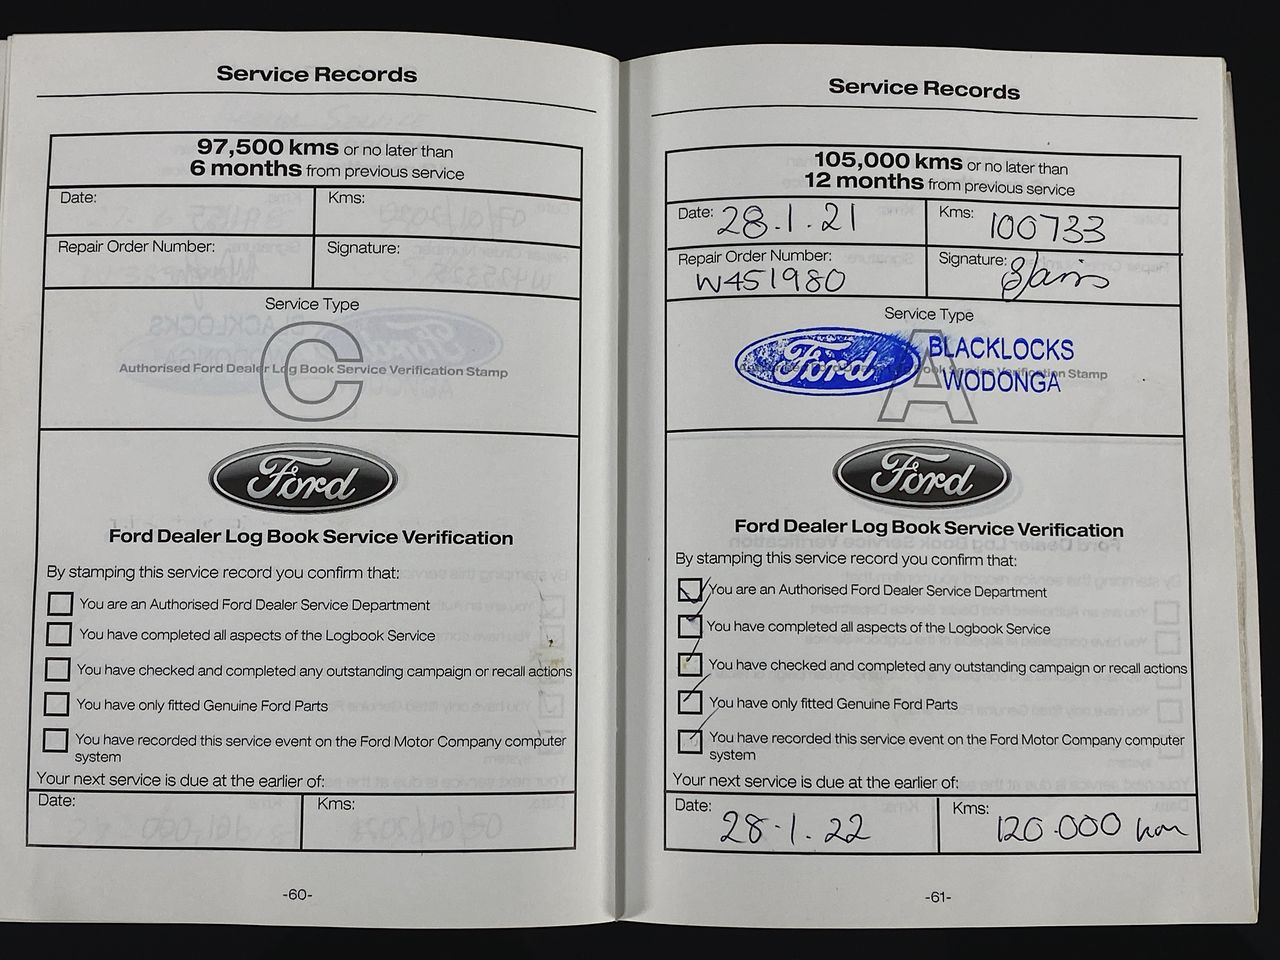 Service Records
97,500 kms or no later than
6 months from previous service
Date:
Kms:
Repair Order Number:
Signature:
Service Type
C
Authorised Ford Dealer Log Book Service Verification Stamp
Ford
Ford Dealer Log Book Service Verification
By stamping this service record you confirm that:
You are an Authorised Ford Dealer Service Department
You have completed all aspects of the Logbook Service
You have checked and completed any outstanding campaign or recall actions
You have only fitted Genuine Ford Parts
You have recorded this service event on the Ford Motor Company computer
system
Your next service is due at the earlier of:
Date:
Kms:
-60-
Service Records
105,000 kms or no later than
12 months from previous service
Date: 28.1.21
Kms: 100733
Repair Order Number:
W451980
Signature:
Service Type
A
Ford
BLACKLOCKS
WODONGA
Book Service Verification Stamp
Ford
Ford Dealer Log Book Service Verification
By stamping this service record you confirm that:
You are an Authorised Ford Dealer Service Department
You have completed all aspects of the Logbook Service
You have checked and completed any outstanding campaign or recall actions
You have only fitted Genuine Ford Parts
You have recorded this service event on the Ford Motor Company computer
system
Your next service is due at the earlier of:
Date: 28.1.22
Kms: 120.000 km
-61-